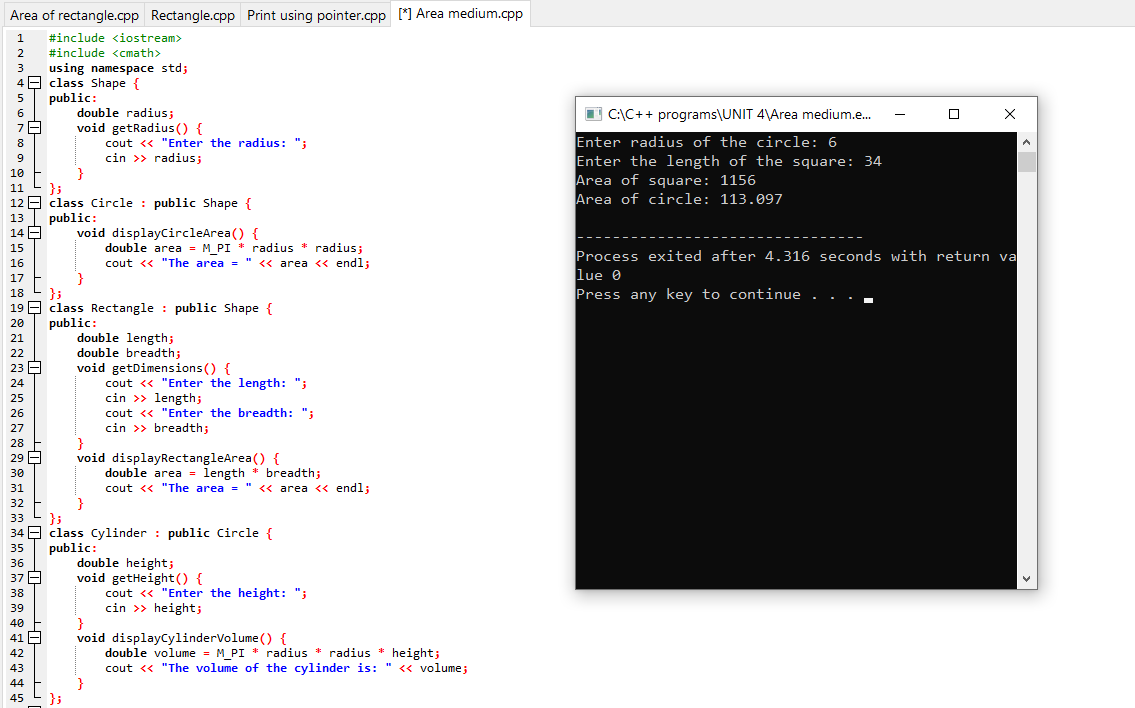 Area of rectangle.cpp Rectangle.cpp Print using pointer.cpp [*] Area medium.cpp
1 #include <iostream>
2 #include <cmath>
3 using namespace std;
4 class Shape {
5 public:
6     double radius;
7     void getRadius() {
8         cout << "Enter the radius: ";
9         cin >> radius;
10     }
11 };
12 class Circle : public Shape {
13 public:
14     void displayCircleArea() {
15         double area = M_PI * radius * radius;
16         cout << "The area = " << area << endl;
17     }
18 };
19 class Rectangle : public Shape {
20 public:
21     double length;
22     double breadth;
23     void getDimensions() {
24         cout << "Enter the length: ";
25         cin >> length;
26         cout << "Enter the breadth: ";
27         cin >> breadth;
28     }
29     void displayRectangleArea() {
30         double area = length * breadth;
31         cout << "The area = " << area << endl;
32     }
33 };
34 class Cylinder : public Circle {
35 public:
36     double height;
37     void getHeight() {
38         cout << "Enter the height: ";
39         cin >> height;
40     }
41     void displayCylinderVolume() {
42         double volume = M_PI * radius * radius * height;
43         cout << "The volume of the cylinder is: " << volume;
44     }
45 };
C:\C++ programs\UNIT 4\Area medium.e...
Enter radius of the circle: 6
Enter the length of the square: 34
Area of square: 1156
Area of circle: 113.097
--------------------------------
Process exited after 4.316 seconds with return va
lue 0
Press any key to continue . . .